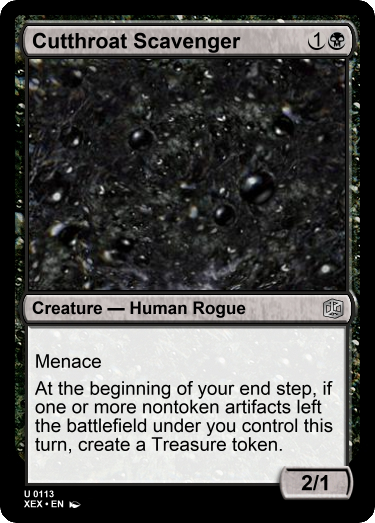 Cutthroat Scavenger 1
Creature — Human Rogue
Menace
At the beginning of your end step, if
one or more nontoken artifacts left
the battlefield under you control this
turn, create a Treasure token.
2/1
U 0113
XEX • EN